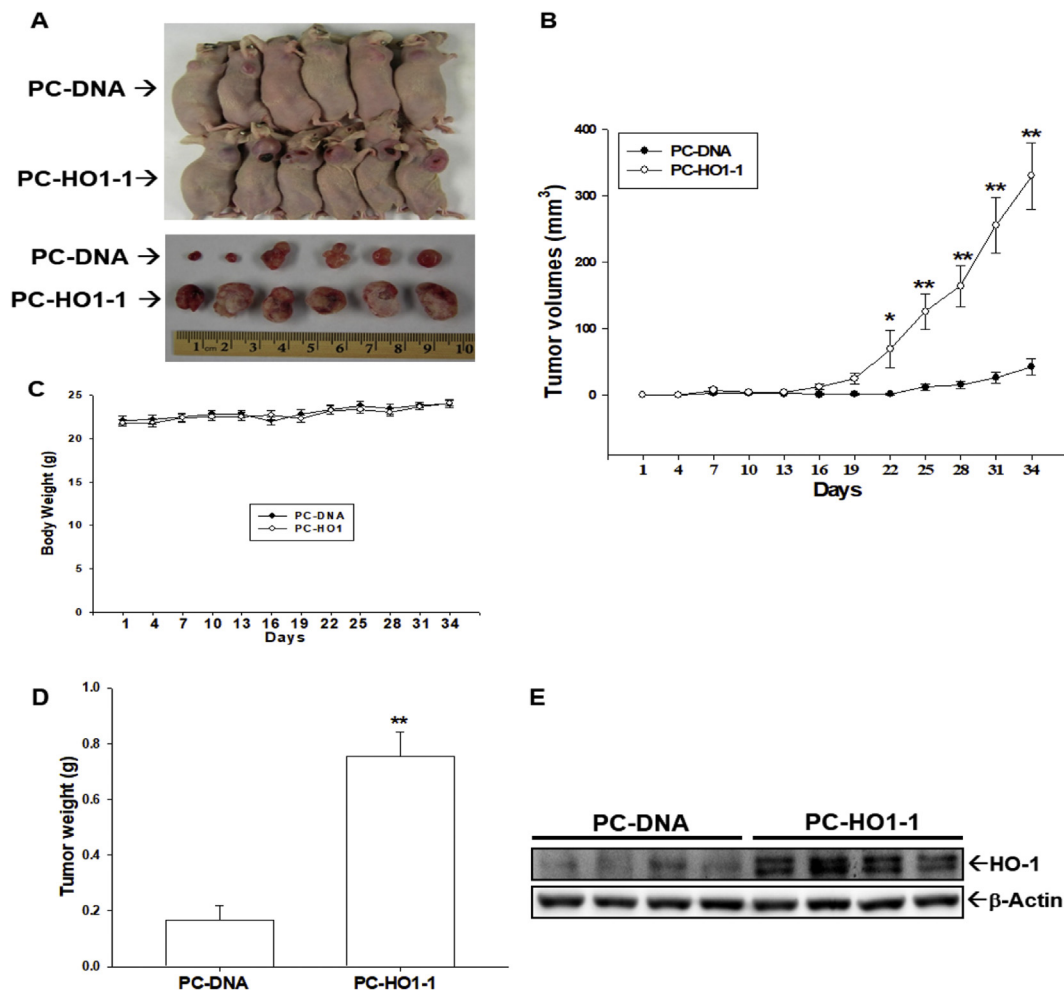 A
PC-DNA →
PC-HO1-1→
PC-DNA →
PC-HO1-1→
1 cm 2 3 4 5 6 7 8 9 10
B
Tumor volumes (mm³)
400
300
200
100
0
PC-DNA
PC-HO1-1
*
**
**
**
**
1 4 7 10 13 16 19 22 25 28 31 34
Days
C
Body Weight (g)
25
22
17
12
5
0
PC-DNA
PC-HO1
1 4 7 10 13 16 19 22 25 28 31 34
Days
D
Tumor weight (g)
1.0
0.8
0.6
0.4
0.2
0.0
**
PC-DNA PC-HO1-1
E
PC-DNA PC-HO1-1
←HO-1
←β-Actin